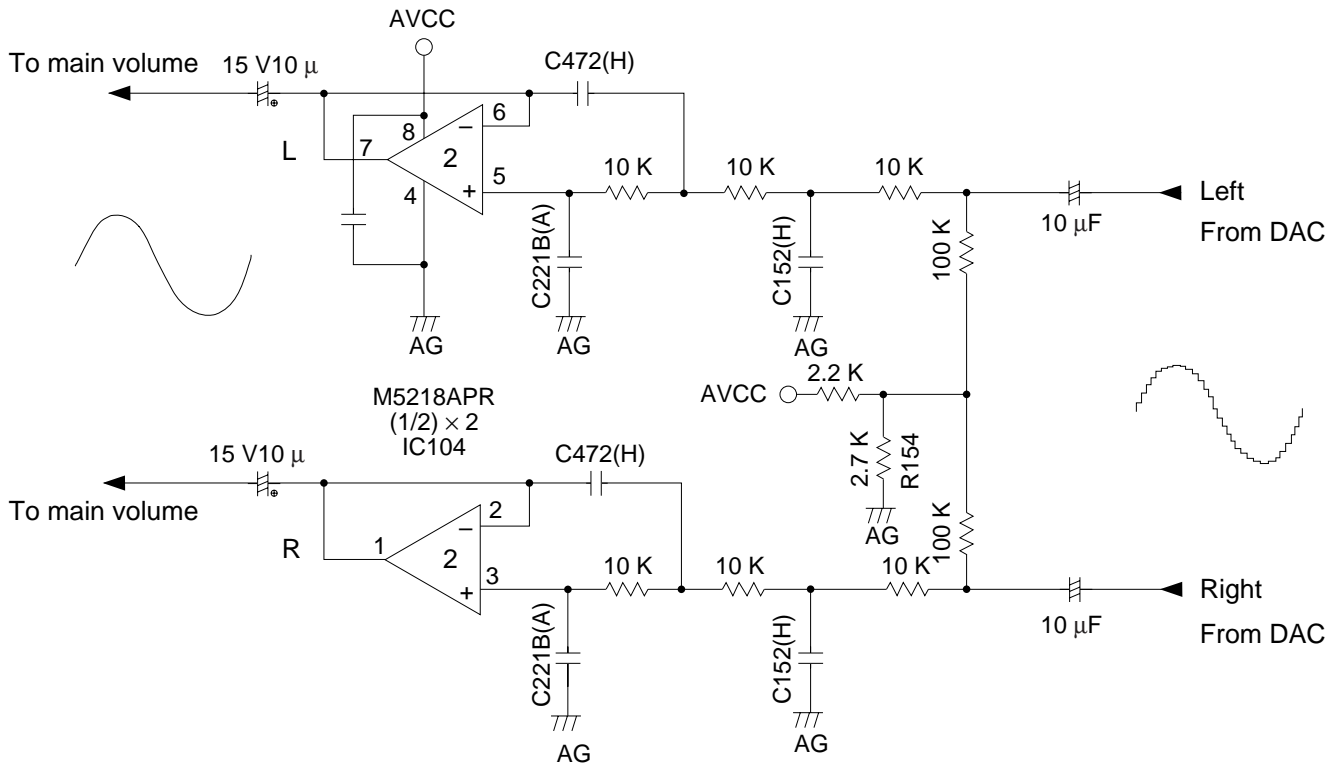 AVCC
To main volume
15 V10 μ
C472(H)
8
6
7
2
−
L
4
5
+
10 K
10 K
10 K
Left
From DAC
10 μF
C221B(A)
C152(H)
100 K
AG
AG
AG
M5218APR
(1/2) × 2
IC104
AVCC
2.2 K
2.7 K
R154
AG
15 V10 μ
C472(H)
To main volume
2
−
1
2
R
3
+
10 K
10 K
10 K
100 K
Right
From DAC
10 μF
C221B(A)
C152(H)
AG
AG